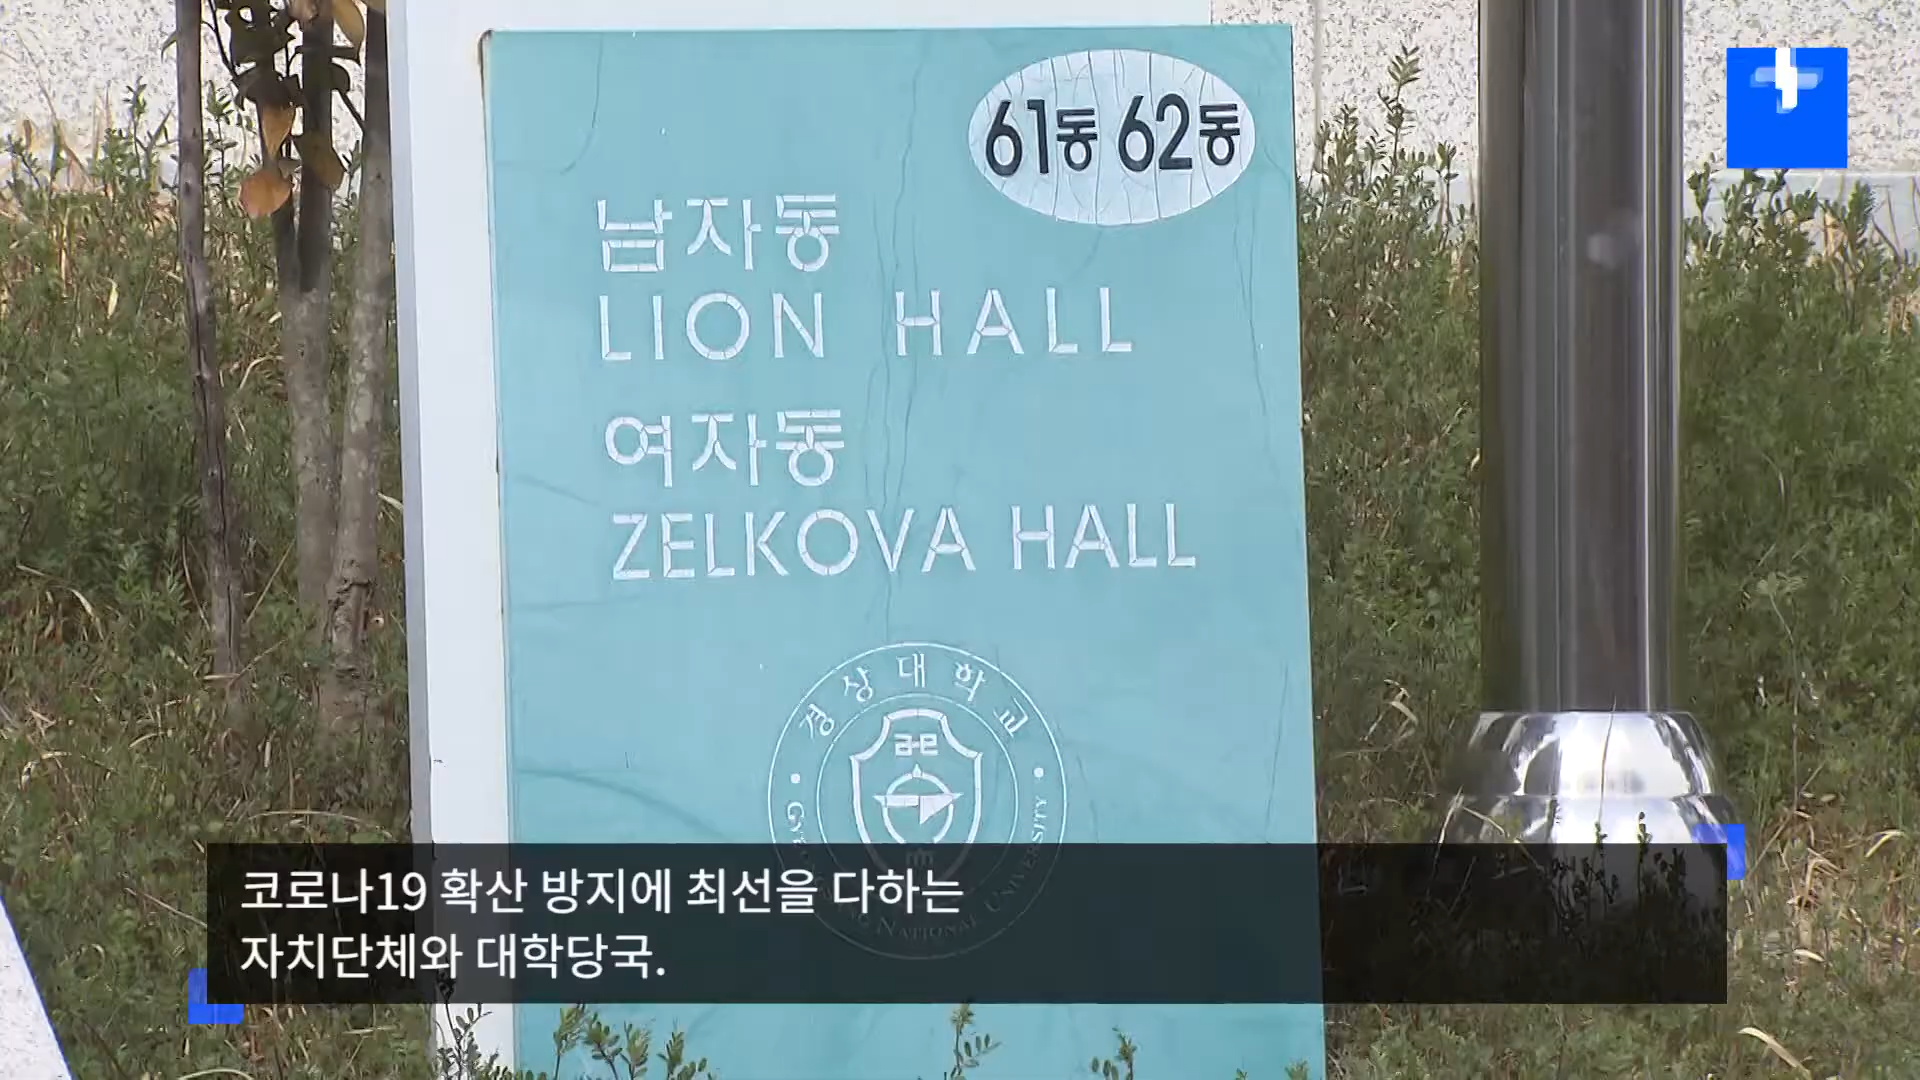 61동 62동
남자동
LION HALL
여자동
ZELKOVA HALL
경상대학교
NATIONAL UNIVERSITY
코로나19 확산 방지에 최선을 다하는
자치단체와 대학당국.